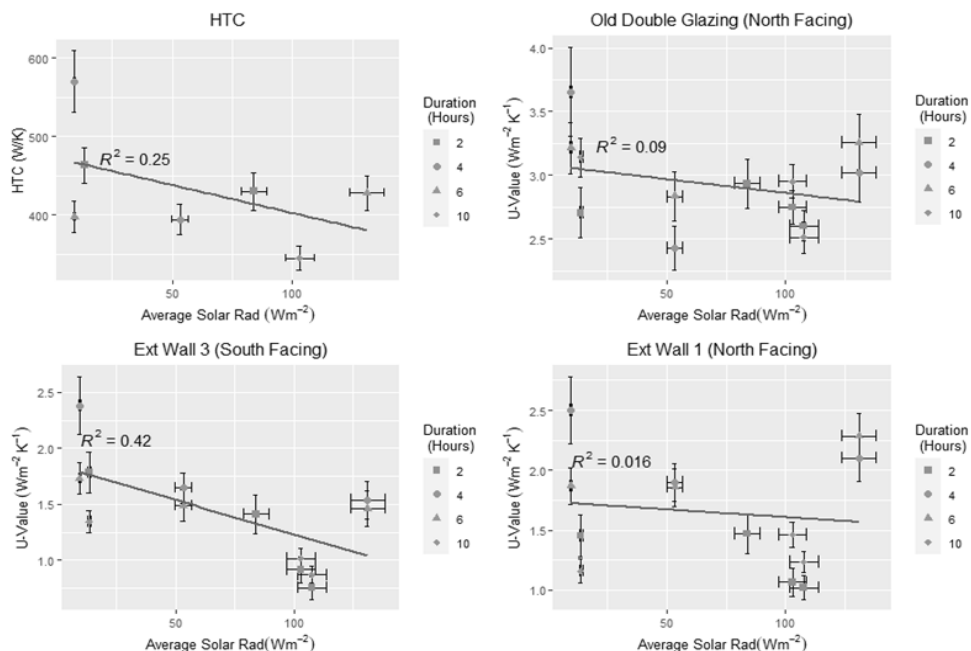 HTC
600
500
400
HTC (W/K)
R² = 0.25
50
100
Average Solar Rad (Wm⁻²)
Duration
(Hours)
2
4
6
10
Old Double Glazing (North Facing)
4.0
3.5
3.0
2.5
U-Value (Wm⁻² K⁻¹)
R² = 0.09
50
100
Average Solar Rad(Wm⁻²)
Duration
(Hours)
2
4
6
10
Ext Wall 3 (South Facing)
2.5
2.0
1.5
1.0
U-Value (Wm⁻² K⁻¹)
R² = 0.42
50
100
Average Solar Rad(Wm⁻²)
Duration
(Hours)
2
4
6
10
Ext Wall 1 (North Facing)
2.5
2.0
1.5
1.0
U-Value (Wm⁻² K⁻¹)
R² = 0.016
50
100
Average Solar Rad(Wm⁻²)
Duration
(Hours)
2
4
6
10